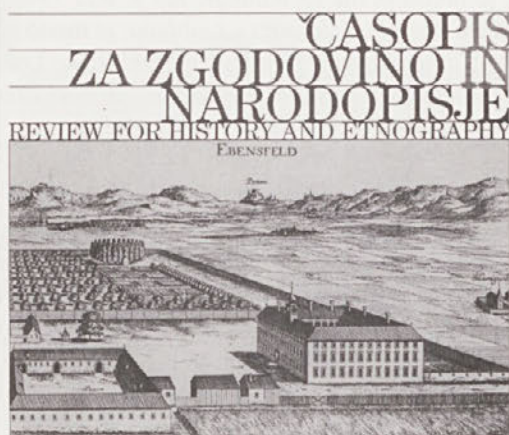 ČASOPIS
ZA ZGODOVINO IN
NARODOPISJE
REVIEW FOR HISTORY AND ETNOGRAPHY
EBENSFELD